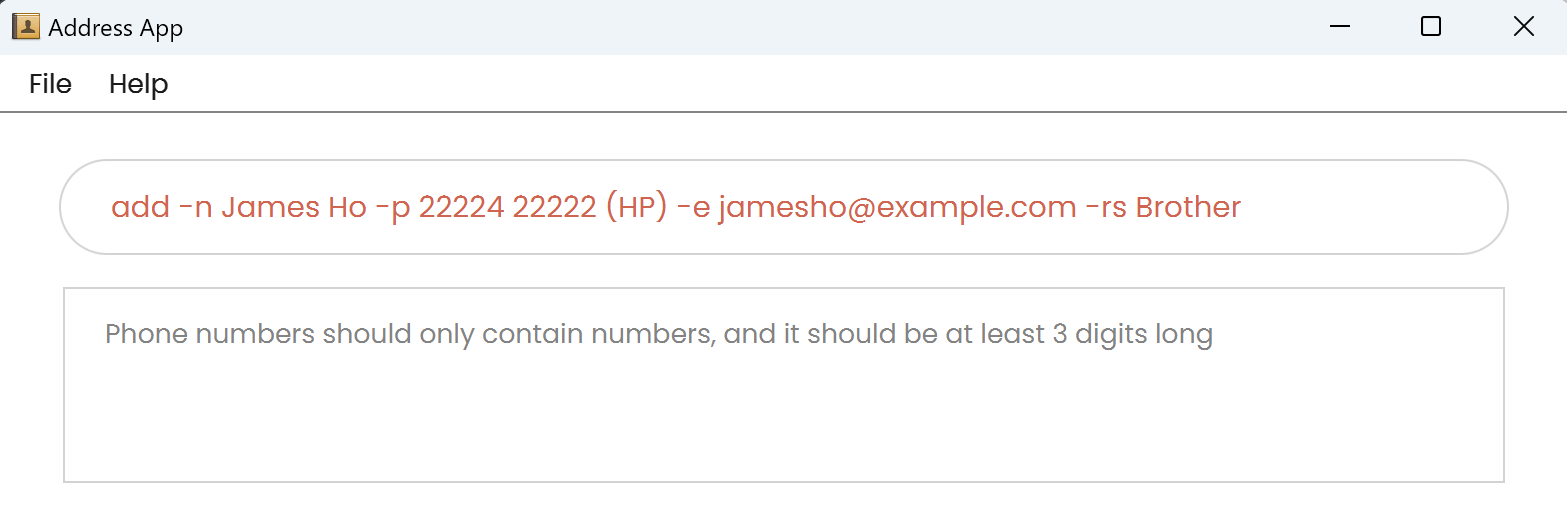 Address App
File Help
add -n James Ho -p 22224 22222 (HP) -e jamesho@example.com -rs Brother
Phone numbers should only contain numbers, and it should be at least 3 digits long